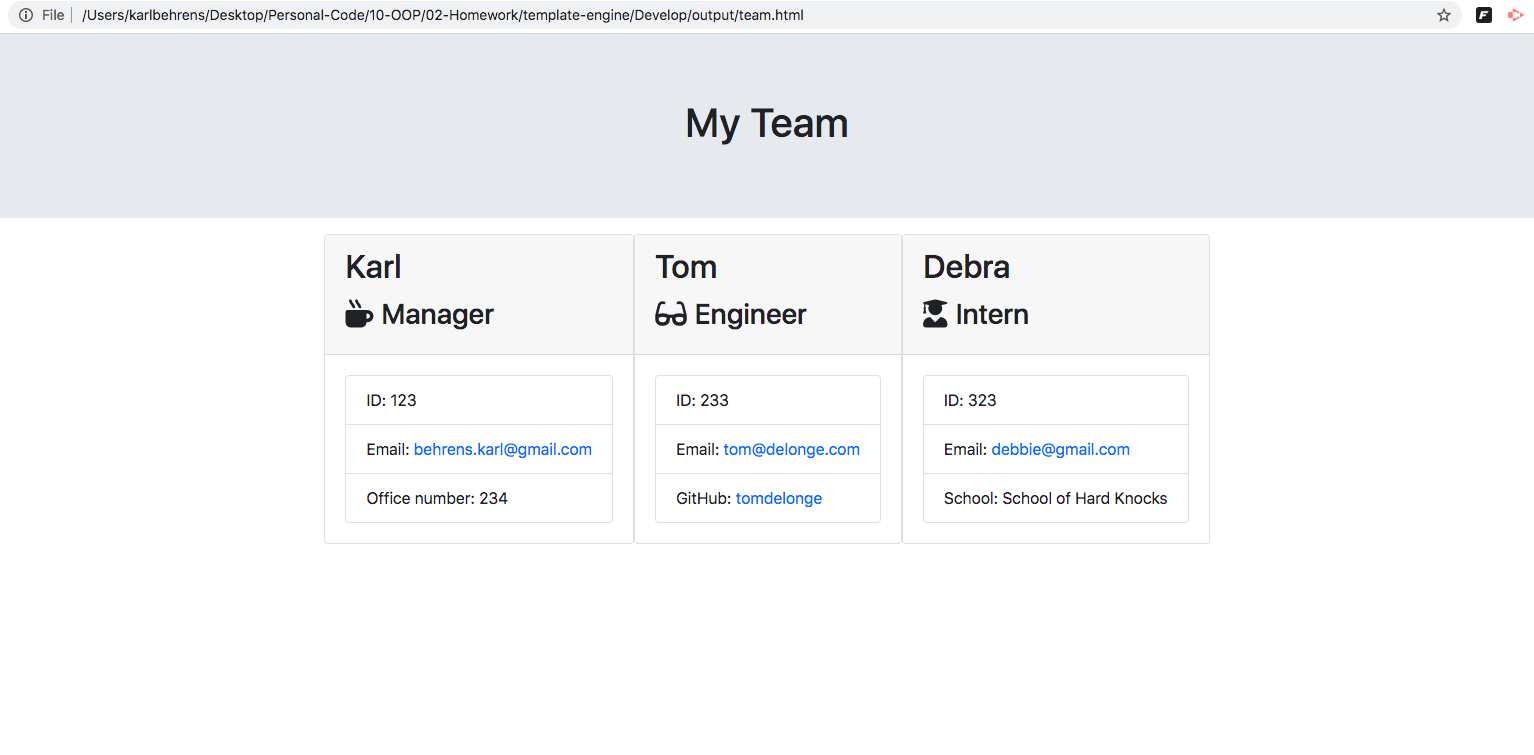 File /Users/karlbehrens/Desktop/Personal-Code/10-OOP/02-Homework/template-engine/Develop/output/team.html
My Team
Karl
Manager
ID: 123
Email: behrens.karl@gmail.com
Office number: 234
Tom
Engineer
ID: 233
Email: tom@delonge.com
GitHub: tomdelonge
Debra
Intern
ID: 323
Email: debbie@gmail.com
School: School of Hard Knocks